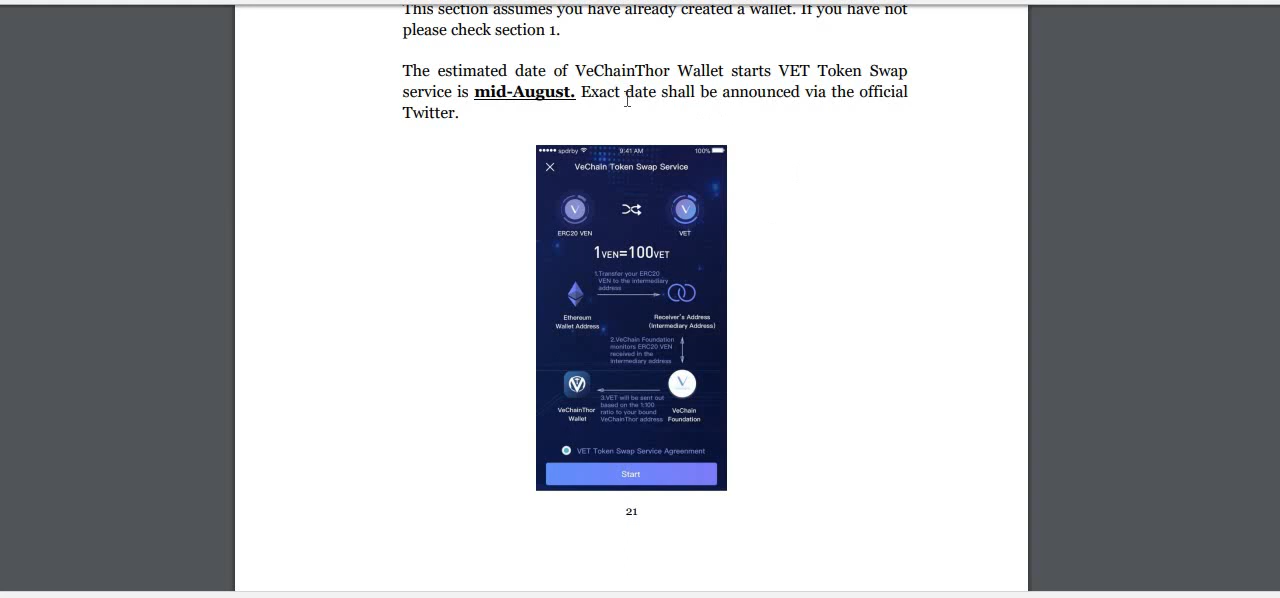 This section assumes you have already created a wallet. If you have not
please check section 1.
The estimated date of VeChainThor Wallet starts VET Token Swap
service is mid-August. Exact date shall be announced via the official
Twitter.
spdrby 9:41 AM 100%
VeChain Token Swap Service
ERC20 VEN VET
1VEN=100VET
1.Transfer your ERC20
VEN to the intermediary
address
Ethereum
Wallet Address
Receiver's Address
(Intermediary Address)
2.VeChain Foundation
monitors ERC20 VEN
received in the
intermediary address
3.VET will be sent out
based on the 1:100
ratio to your bound
VeChainThor address
VeChainThor
Wallet
VeChain
Foundation
VET Token Swap Service Agreenment
Start
21